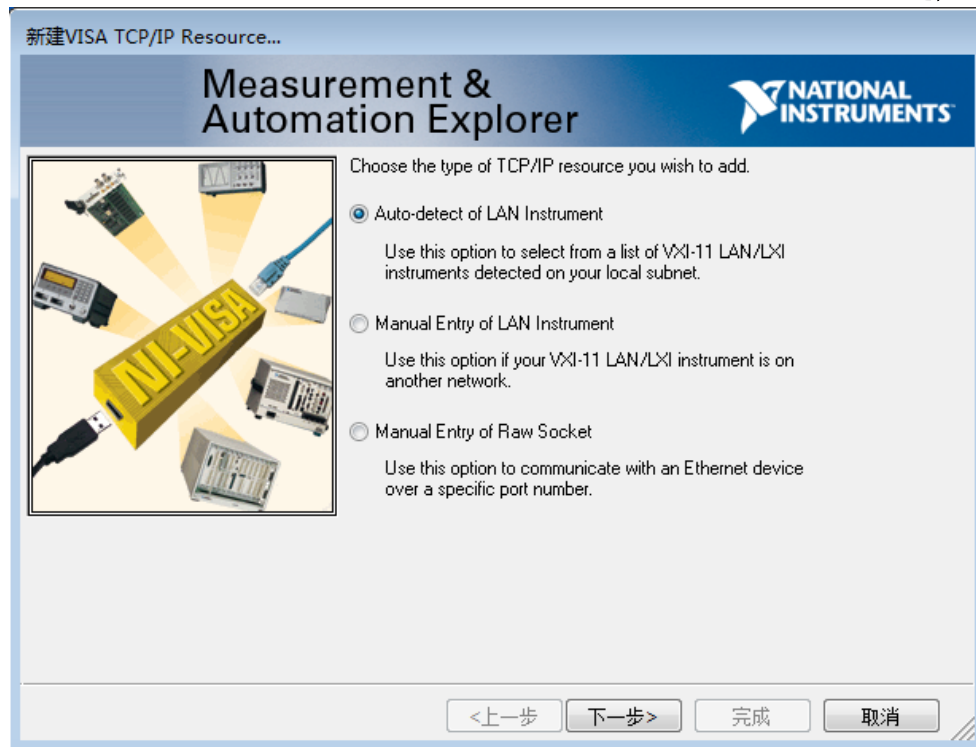 新建VISA TCP/IP Resource...
Measurement &
Automation Explorer
NATIONAL
INSTRUMENTS
Choose the type of TCP/IP resource you wish to add.
Auto-detect of LAN Instrument
Use this option to select from a list of VXI-11 LAN/LXI
instruments detected on your local subnet.
Manual Entry of LAN Instrument
Use this option if your VXI-11 LAN/LXI instrument is on
another network.
Manual Entry of Raw Socket
Use this option to communicate with an Ethernet device
over a specific port number.
NI-VISA
<上一步 下一步> 完成 取消